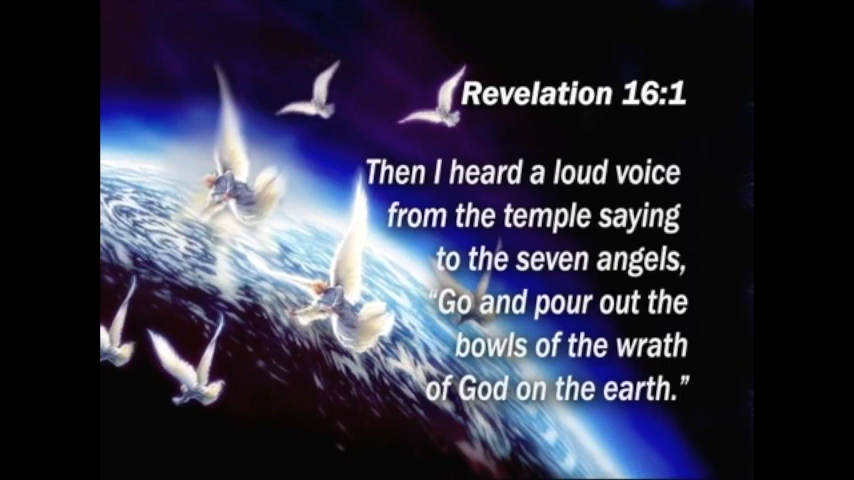 Revelation 16:1
Then I heard a loud voice
from the temple saying
to the seven angels,
“Go and pour out the
bowls of the wrath
of God on the earth.”